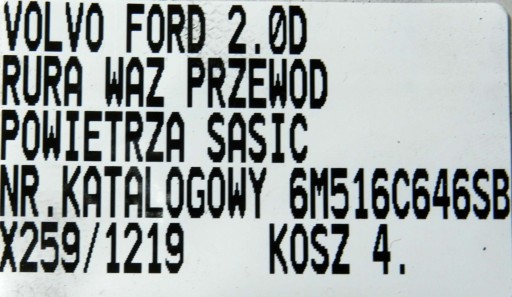 VOLVO FORD 2.0D
RURA WAZ PRZEWOD
POWIETRZA SASIC
NR.KATALOGOWY 6M516C646SB
X259/1219 KOSZ 4.